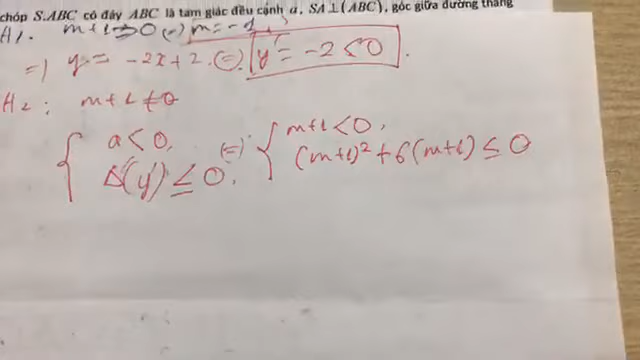 chóp S.ABC có đáy ABC là tam giác đều cạnh a, SA ⊥ (ABC), góc giữa đường thẳng
m+1=0 (=) m=-1
=) y = -2x+2 (=) y' = -2 < 0.
H2: m+1 ≠ 0
{ a < 0, (=) { m+1 < 0,
Δ(y') ≤ 0. (m+1)² + 6(m+1) ≤ 0